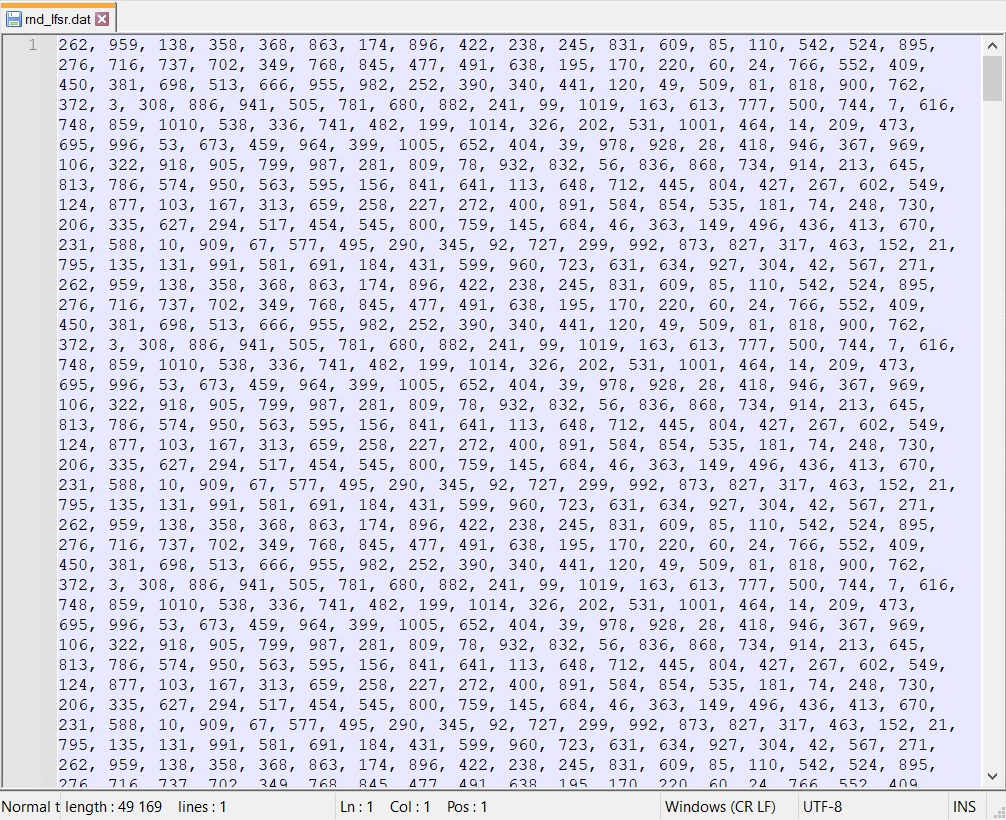 rnd_lfsr.dat
1
262, 959, 138, 358, 368, 863, 174, 896, 422, 238, 245, 831, 609, 85, 110, 542, 524, 895,
276, 716, 737, 702, 349, 768, 845, 477, 491, 638, 195, 170, 220, 60, 24, 766, 552, 409,
450, 381, 698, 513, 666, 955, 982, 252, 390, 340, 441, 120, 49, 509, 81, 818, 900, 762,
372, 3, 308, 886, 941, 505, 781, 680, 882, 241, 99, 1019, 163, 613, 777, 500, 744, 7, 616,
748, 859, 1010, 538, 336, 741, 482, 199, 1014, 326, 202, 531, 1001, 464, 14, 209, 473,
695, 996, 53, 673, 459, 964, 399, 1005, 652, 404, 39, 978, 928, 28, 418, 946, 367, 969,
106, 322, 918, 905, 799, 987, 281, 809, 78, 932, 832, 56, 836, 868, 734, 914, 213, 645,
813, 786, 574, 950, 563, 595, 156, 841, 641, 113, 648, 712, 445, 804, 427, 267, 602, 549,
124, 877, 103, 167, 313, 659, 258, 227, 272, 400, 891, 584, 854, 535, 181, 74, 248, 730,
206, 335, 627, 294, 517, 454, 545, 800, 759, 145, 684, 46, 363, 149, 496, 436, 413, 670,
231, 588, 10, 909, 67, 577, 495, 290, 345, 92, 727, 299, 992, 873, 827, 317, 463, 152, 21,
795, 135, 131, 991, 581, 691, 184, 431, 599, 960, 723, 631, 634, 927, 304, 42, 567, 271,
262, 959, 138, 358, 368, 863, 174, 896, 422, 238, 245, 831, 609, 85, 110, 542, 524, 895,
276, 716, 737, 702, 349, 768, 845, 477, 491, 638, 195, 170, 220, 60, 24, 766, 552, 409,
450, 381, 698, 513, 666, 955, 982, 252, 390, 340, 441, 120, 49, 509, 81, 818, 900, 762,
372, 3, 308, 886, 941, 505, 781, 680, 882, 241, 99, 1019, 163, 613, 777, 500, 744, 7, 616,
748, 859, 1010, 538, 336, 741, 482, 199, 1014, 326, 202, 531, 1001, 464, 14, 209, 473,
695, 996, 53, 673, 459, 964, 399, 1005, 652, 404, 39, 978, 928, 28, 418, 946, 367, 969,
106, 322, 918, 905, 799, 987, 281, 809, 78, 932, 832, 56, 836, 868, 734, 914, 213, 645,
813, 786, 574, 950, 563, 595, 156, 841, 641, 113, 648, 712, 445, 804, 427, 267, 602, 549,
124, 877, 103, 167, 313, 659, 258, 227, 272, 400, 891, 584, 854, 535, 181, 74, 248, 730,
206, 335, 627, 294, 517, 454, 545, 800, 759, 145, 684, 46, 363, 149, 496, 436, 413, 670,
231, 588, 10, 909, 67, 577, 495, 290, 345, 92, 727, 299, 992, 873, 827, 317, 463, 152, 21,
795, 135, 131, 991, 581, 691, 184, 431, 599, 960, 723, 631, 634, 927, 304, 42, 567, 271,
262, 959, 138, 358, 368, 863, 174, 896, 422, 238, 245, 831, 609, 85, 110, 542, 524, 895,
276, 716, 737, 702, 349, 768, 845, 477, 491, 638, 195, 170, 220, 60, 24, 766, 552, 409,
450, 381, 698, 513, 666, 955, 982, 252, 390, 340, 441, 120, 49, 509, 81, 818, 900, 762,
372, 3, 308, 886, 941, 505, 781, 680, 882, 241, 99, 1019, 163, 613, 777, 500, 744, 7, 616,
748, 859, 1010, 538, 336, 741, 482, 199, 1014, 326, 202, 531, 1001, 464, 14, 209, 473,
695, 996, 53, 673, 459, 964, 399, 1005, 652, 404, 39, 978, 928, 28, 418, 946, 367, 969,
106, 322, 918, 905, 799, 987, 281, 809, 78, 932, 832, 56, 836, 868, 734, 914, 213, 645,
813, 786, 574, 950, 563, 595, 156, 841, 641, 113, 648, 712, 445, 804, 427, 267, 602, 549,
124, 877, 103, 167, 313, 659, 258, 227, 272, 400, 891, 584, 854, 535, 181, 74, 248, 730,
206, 335, 627, 294, 517, 454, 545, 800, 759, 145, 684, 46, 363, 149, 496, 436, 413, 670,
231, 588, 10, 909, 67, 577, 495, 290, 345, 92, 727, 299, 992, 873, 827, 317, 463, 152, 21,
795, 135, 131, 991, 581, 691, 184, 431, 599, 960, 723, 631, 634, 927, 304, 42, 567, 271,
262, 959, 138, 358, 368, 863, 174, 896, 422, 238, 245, 831, 609, 85, 110, 542, 524, 895,
276, 716, 737, 702, 349, 768, 845, 477, 491, 638, 195, 170, 220, 60, 24, 766, 552, 409
Normal t length : 49 169 lines : 1 Ln : 1 Col : 1 Pos : 1 Windows (CR LF) UTF-8 INS